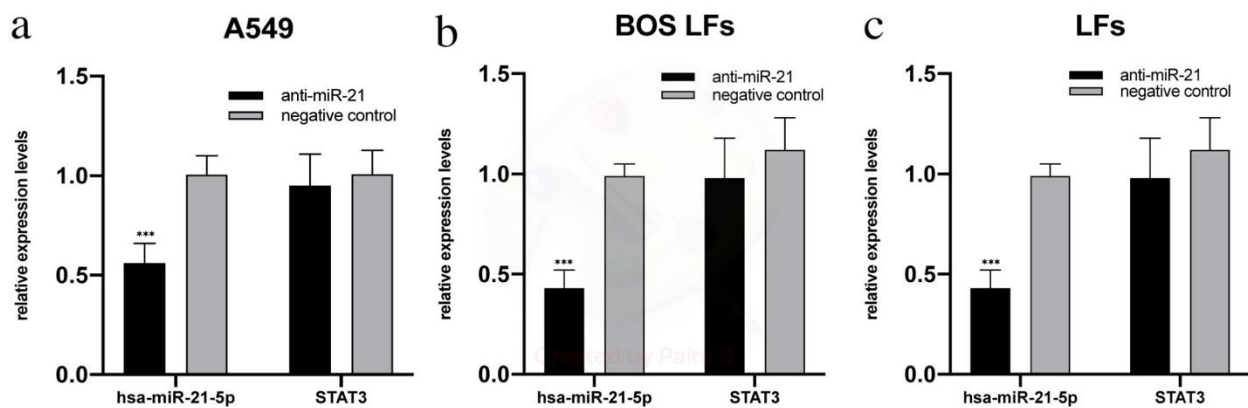 a
A549
1.5
1.0
0.5
0.0
relative expression levels
anti-miR-21
negative control
***
hsa-miR-21-5p
STAT3
b
BOS LFs
1.5
1.0
0.5
0.0
relative expression levels
anti-miR-21
negative control
***
hsa-miR-21-5p
STAT3
Created by Paint S
c
LFs
1.5
1.0
0.5
0.0
relative expression levels
anti-miR-21
negative control
***
hsa-miR-21-5p
STAT3